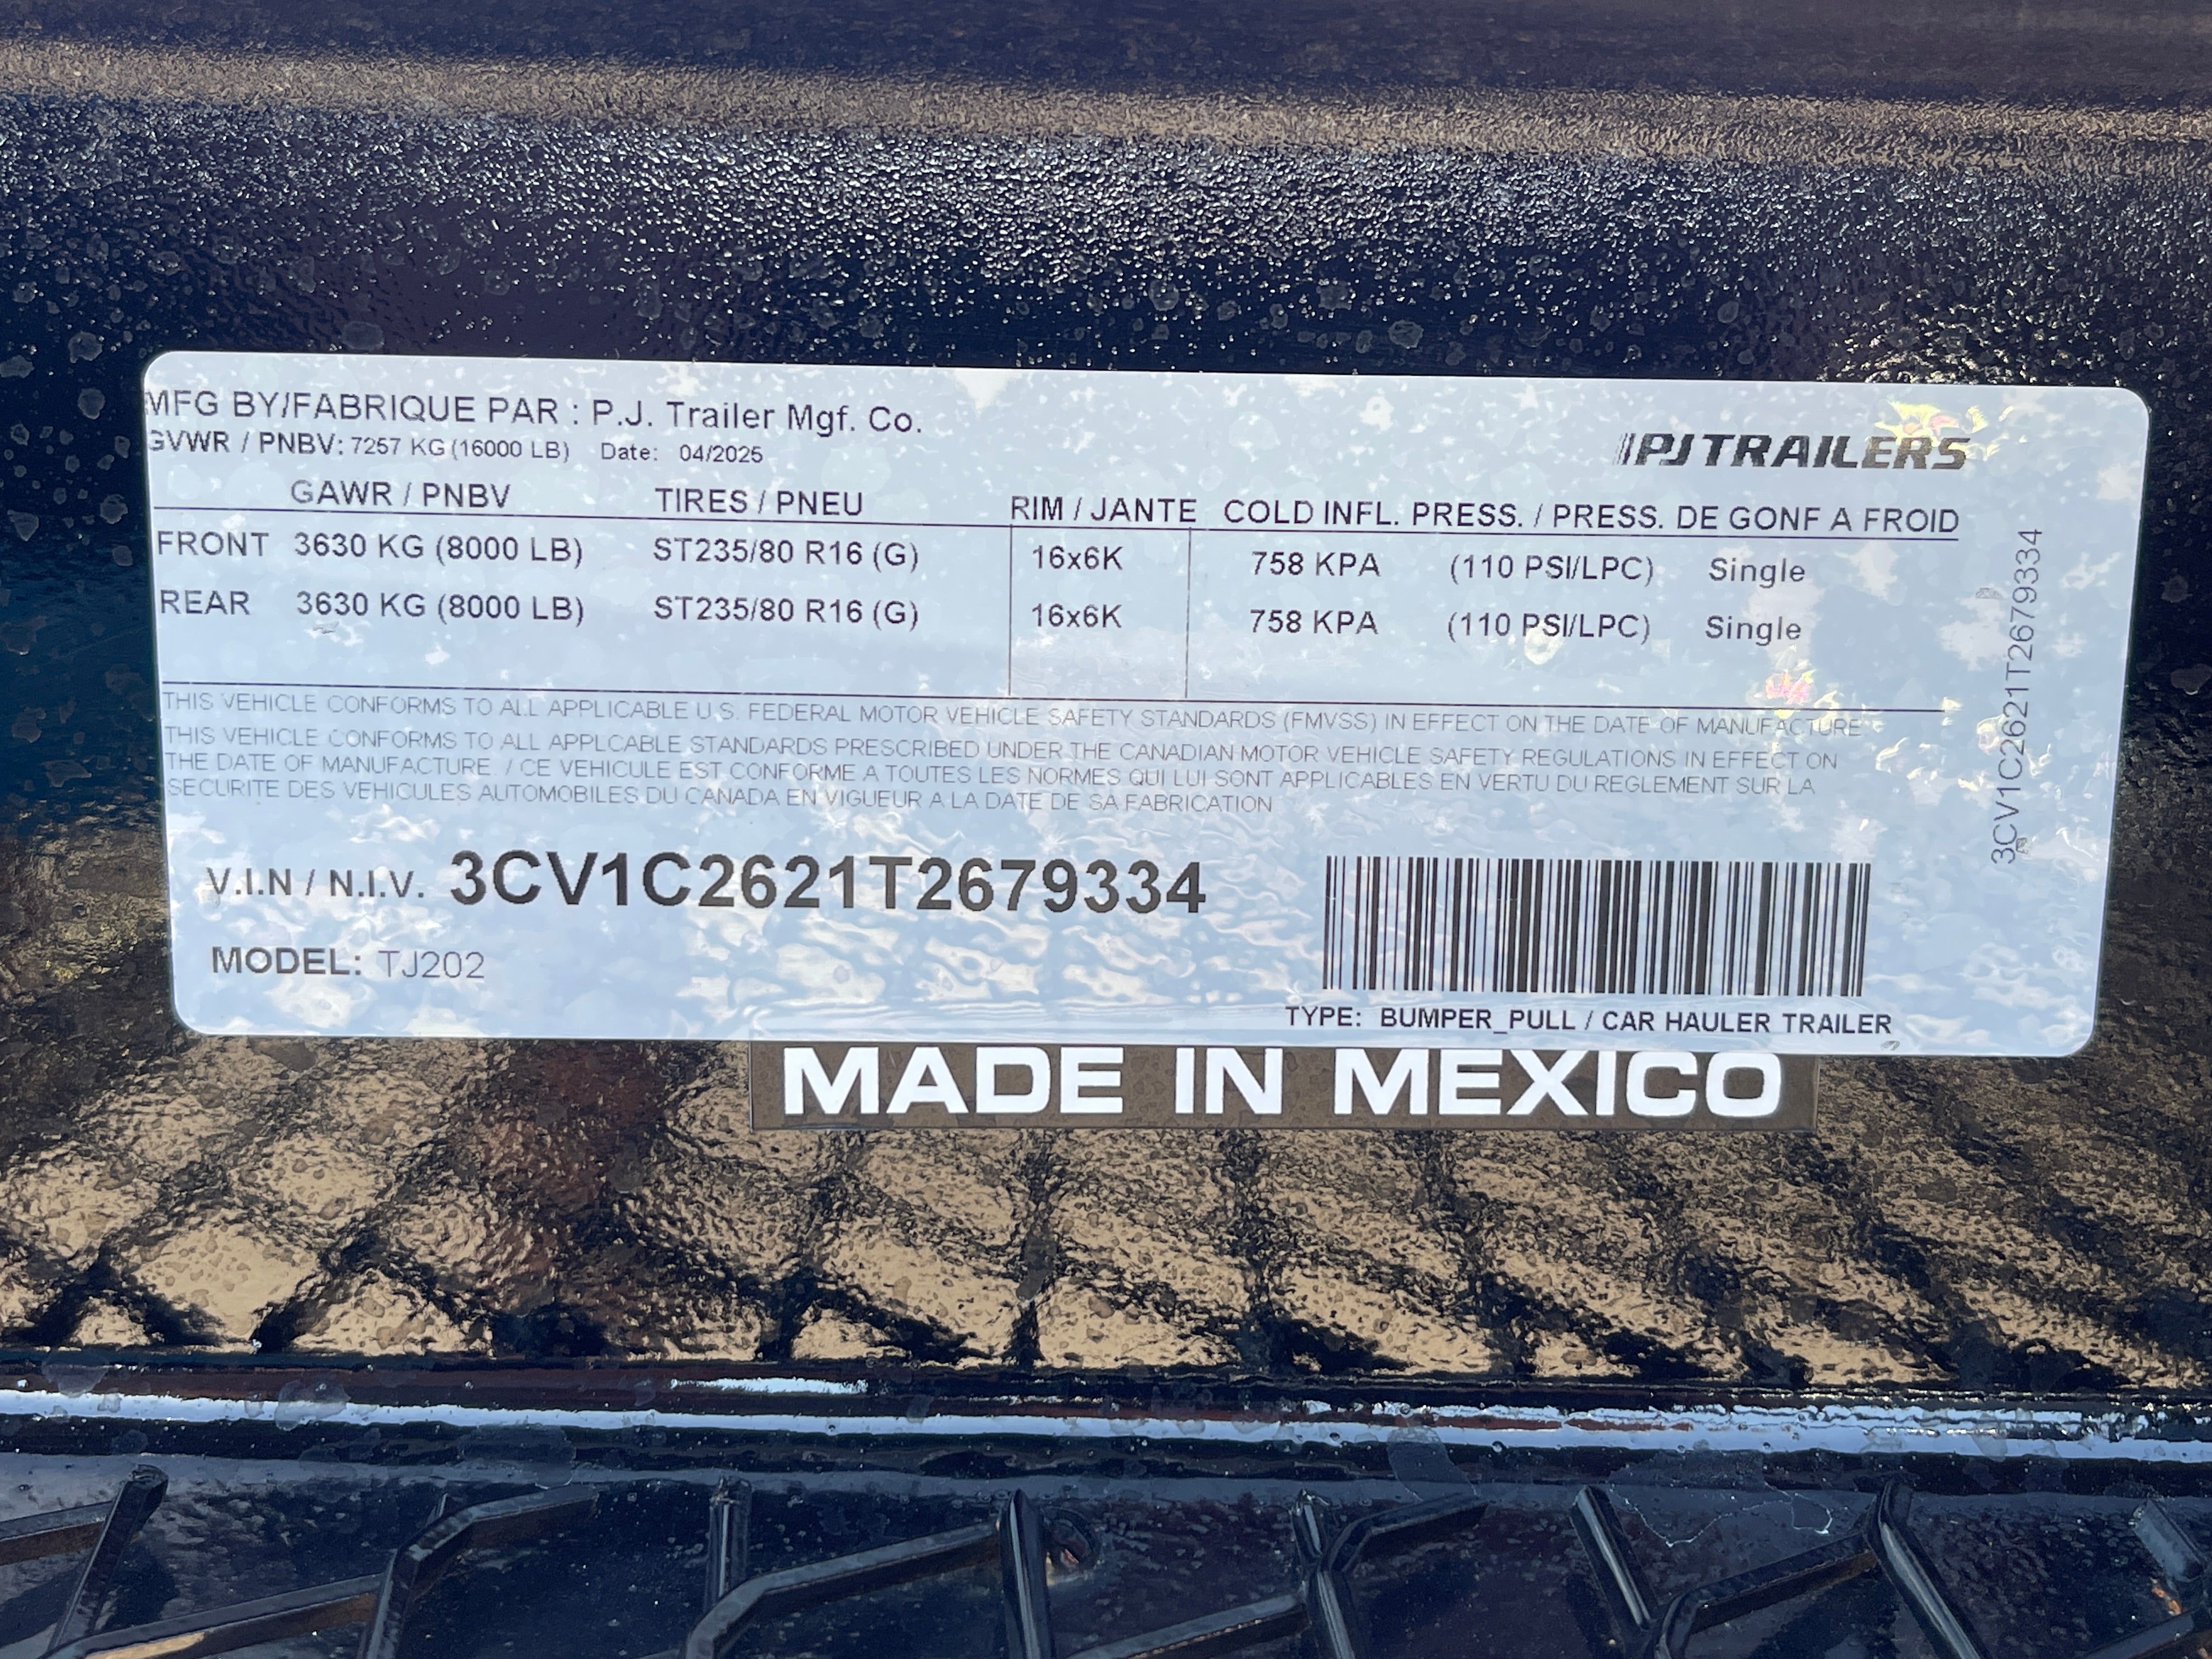 MFG BY/FABRIQUE PAR : P.J. Trailer Mgf. Co.
GVWR / PNBV: 7257 KG (16000 LB) Date: 04/2025
PJ TRAILERS
GAWR / PNBV TIRES / PNEU RIM / JANTE COLD INFL. PRESS. / PRESS. DE GONF A FROID
FRONT 3630 KG (8000 LB) ST235/80 R16 (G) 16x6K 758 KPA (110 PSI/LPC) Single
REAR 3630 KG (8000 LB) ST235/80 R16 (G) 16x6K 758 KPA (110 PSI/LPC) Single
THIS VEHICLE CONFORMS TO ALL APPLICABLE U.S. FEDERAL MOTOR VEHICLE SAFETY STANDARDS (FMVSS) IN EFFECT ON THE DATE OF MANUFACTURE
THIS VEHICLE CONFORMS TO ALL APPLCABLE STANDARDS PRESCRIBED UNDER THE CANADIAN MOTOR VEHICLE SAFETY REGULATIONS IN EFFECT ON
THE DATE OF MANUFACTURE. / CE VEHICULE EST CONFORME A TOUTES LES NORMES QUI LUI SONT APPLICABLES EN VERTU DU REGLEMENT SUR LA
SECURITE DES VEHICULES AUTOMOBILES DU CANADA EN VIGUEUR A LA DATE DE SA FABRICATION
V.I.N / N.I.V. 3CV1C2621T2679334
MODEL: TJ202
TYPE: BUMPER_PULL / CAR HAULER TRAILER
3CV1C2621T2679334
MADE IN MEXICO